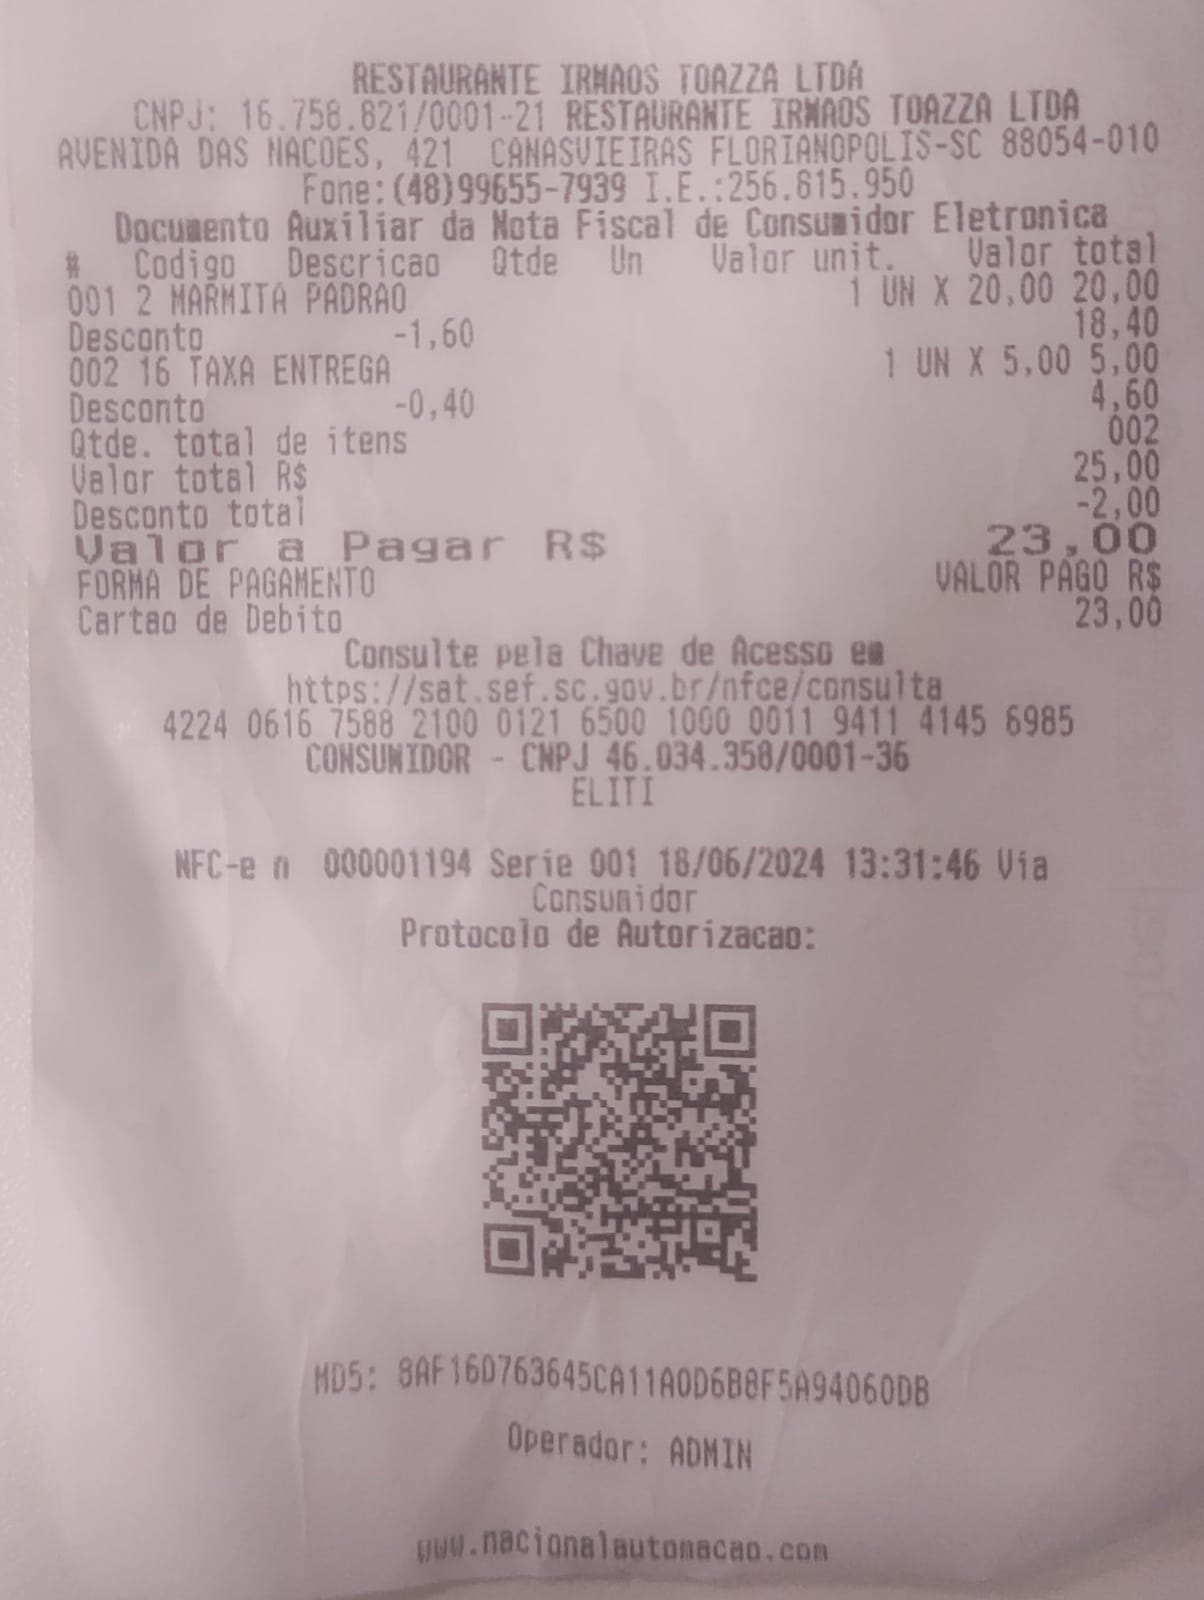 RESTAURANTE IRMAOS TOAZZA LTDA
CNPJ: 16.758.821/0001-21 RESTAURANTE IRMAOS TOAZZA LTDA
AVENIDA DAS NACOES, 421 CANASVIEIRAS FLORIANOPOLIS-SC 88054-010
Fone:(48)99655-7939 I.E.:256.815.950
Documento Auxiliar da Nota Fiscal de Consumidor Eletronica
# Codigo Descricao Qtde Un Valor unit. Valor total
001 2 MARMITA PADRAO 1 UN X 20,00 20,00
Desconto -1,60 18,40
002 16 TAXA ENTREGA 1 UN X 5,00 5,00
Desconto -0,40 4,60
Qtde. total de itens 002
Valor total R$ 25,00
Desconto total -2,00
Valor a Pagar R$ 23,00
FORMA DE PAGAMENTO VALOR PAGO R$
Cartao de Debito 23,00
Consulte pela Chave de Acesso em
https://sat.sef.sc.gov.br/nfce/consulta
4224 0616 7588 2100 0121 6500 1000 0011 9411 4145 6985
CONSUMIDOR - CNPJ 46.034.358/0001-36
ELITI
NFC-e n 000001194 Serie 001 18/06/2024 13:31:46 Via
Consumidor
Protocolo de Autorizacao:
MD5: 8AF16D763645CA11A0D6B8F5A94060DB
Operador: ADMIN
www.nacionalautomacao.com